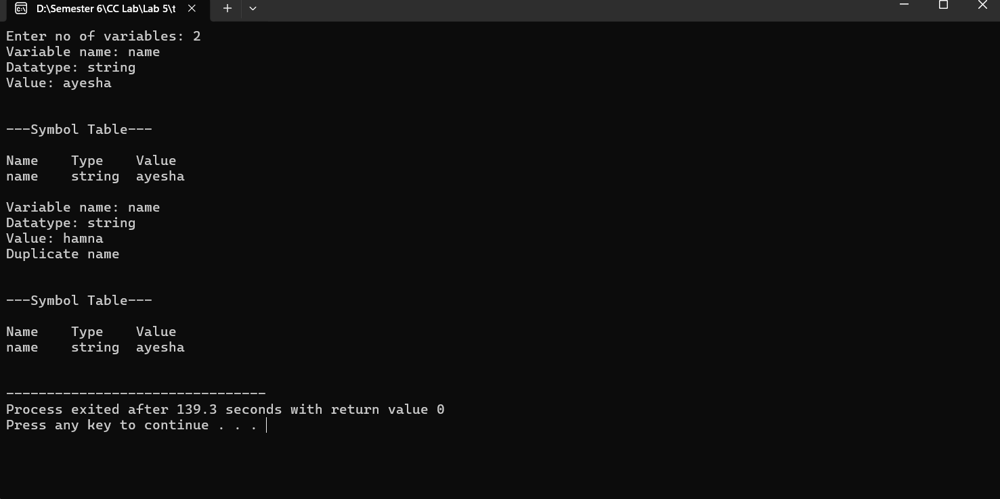 D:\Semester 6\CC Lab\Lab 5\t
Enter no of variables: 2
Variable name: name
Datatype: string
Value: ayesha
---Symbol Table---
Name    Type    Value
name    string  ayesha
Variable name: name
Datatype: string
Value: hamna
Duplicate name
---Symbol Table---
Name    Type    Value
name    string  ayesha
--------------------------------
Process exited after 139.3 seconds with return value 0
Press any key to continue . . .